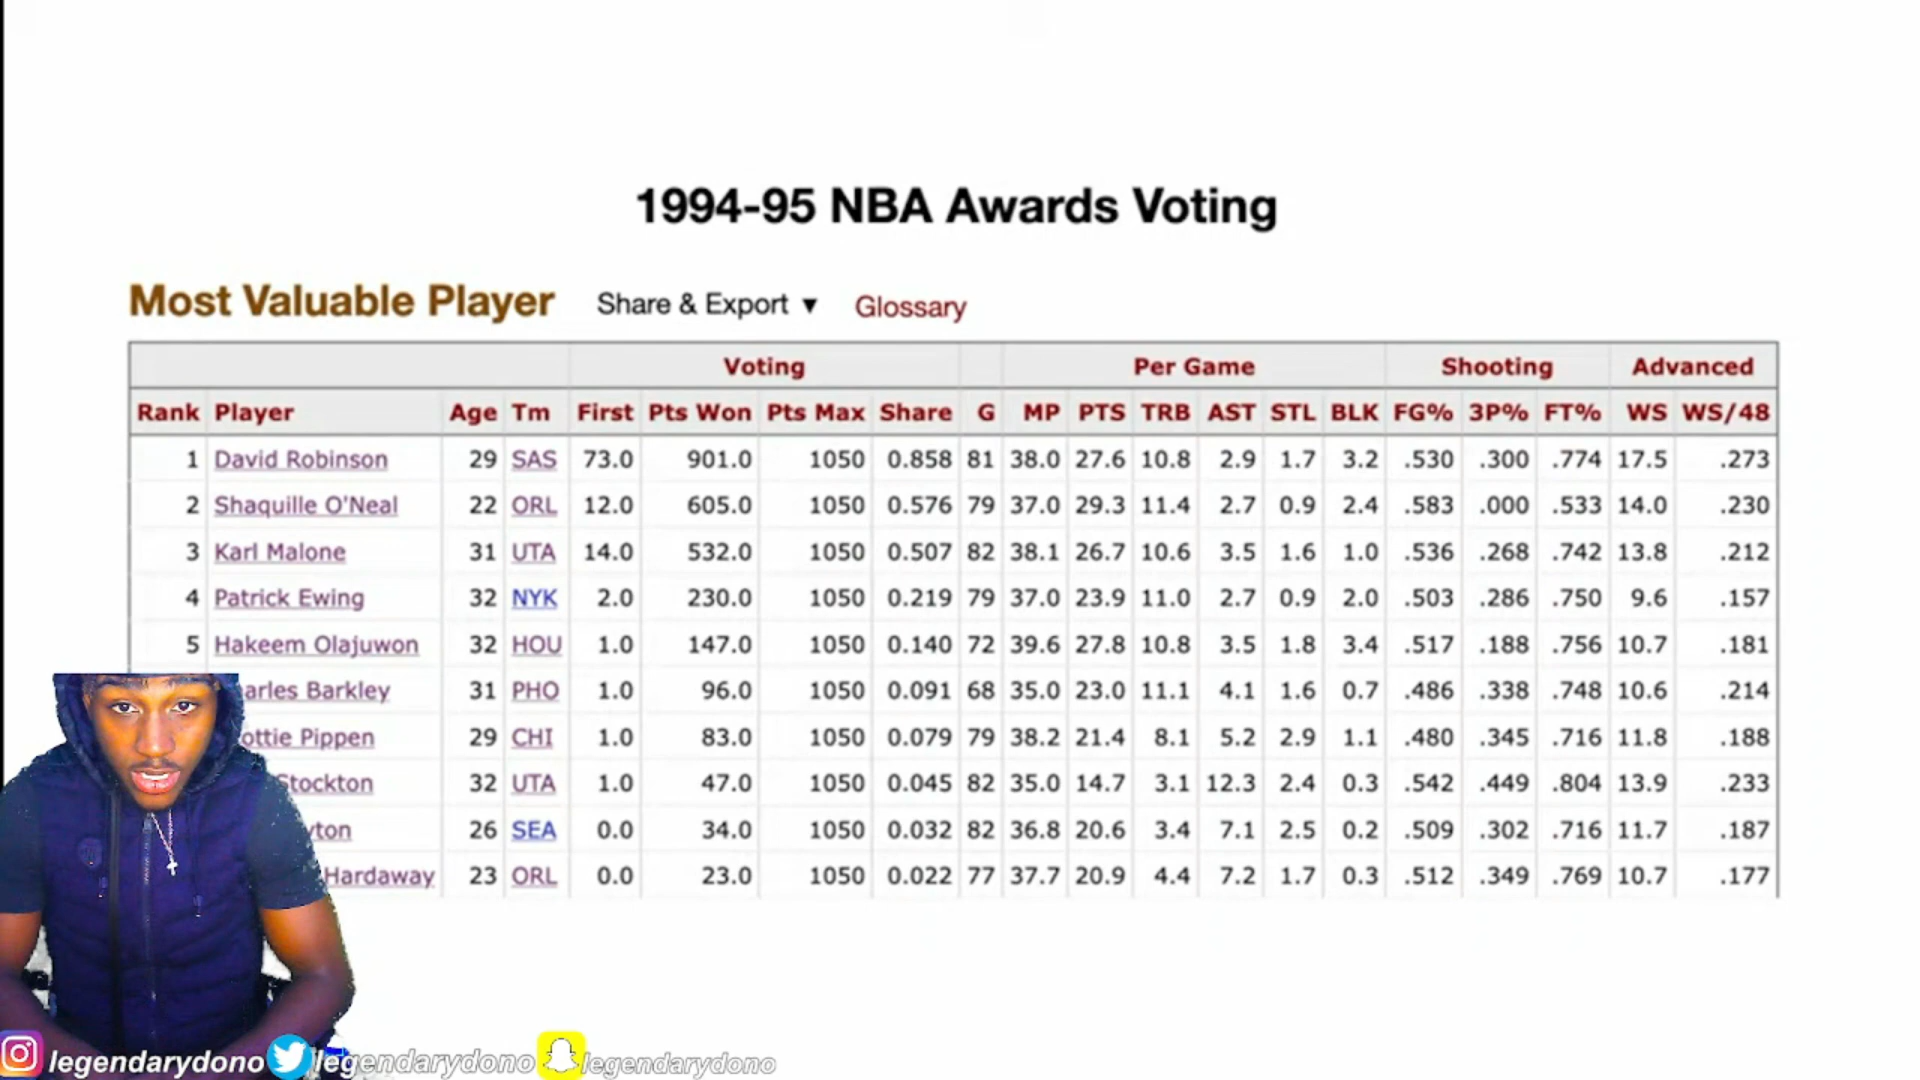 1994-95 NBA Awards Voting
Most Valuable Player Share & Export ▼ Glossary
Voting Per Game Shooting Advanced
Rank Player Age Tm First Pts Won Pts Max Share G MP PTS TRB AST STL BLK FG% 3P% FT% WS WS/48
1 David Robinson 29 SAS 73.0 901.0 1050 0.858 81 38.0 27.6 10.8 2.9 1.7 3.2 .530 .300 .774 17.5 .273
2 Shaquille O'Neal 22 ORL 12.0 605.0 1050 0.576 79 37.0 29.3 11.4 2.7 0.9 2.4 .583 .000 .533 14.0 .230
3 Karl Malone 31 UTA 14.0 532.0 1050 0.507 82 38.1 26.7 10.6 3.5 1.6 1.0 .536 .268 .742 13.8 .212
4 Patrick Ewing 32 NYK 2.0 230.0 1050 0.219 79 37.0 23.9 11.0 2.7 0.9 2.0 .503 .286 .750 9.6 .157
5 Hakeem Olajuwon 32 HOU 1.0 147.0 1050 0.140 72 39.6 27.8 10.8 3.5 1.8 3.4 .517 .188 .756 10.7 .181
arles Barkley 31 PHO 1.0 96.0 1050 0.091 68 35.0 23.0 11.1 4.1 1.6 0.7 .486 .338 .748 10.6 .214
ottie Pippen 29 CHI 1.0 83.0 1050 0.079 79 38.2 21.4 8.1 5.2 2.9 1.1 .480 .345 .716 11.8 .188
Stockton 32 UTA 1.0 47.0 1050 0.045 82 35.0 14.7 3.1 12.3 2.4 0.3 .542 .449 .804 13.9 .233
yton 26 SEA 0.0 34.0 1050 0.032 82 36.8 20.6 3.4 7.1 2.5 0.2 .509 .302 .716 11.7 .187
Hardaway 23 ORL 0.0 23.0 1050 0.022 77 37.7 20.9 4.4 7.2 1.7 0.3 .512 .349 .769 10.7 .177
legendarydono legendarydono legendarydono